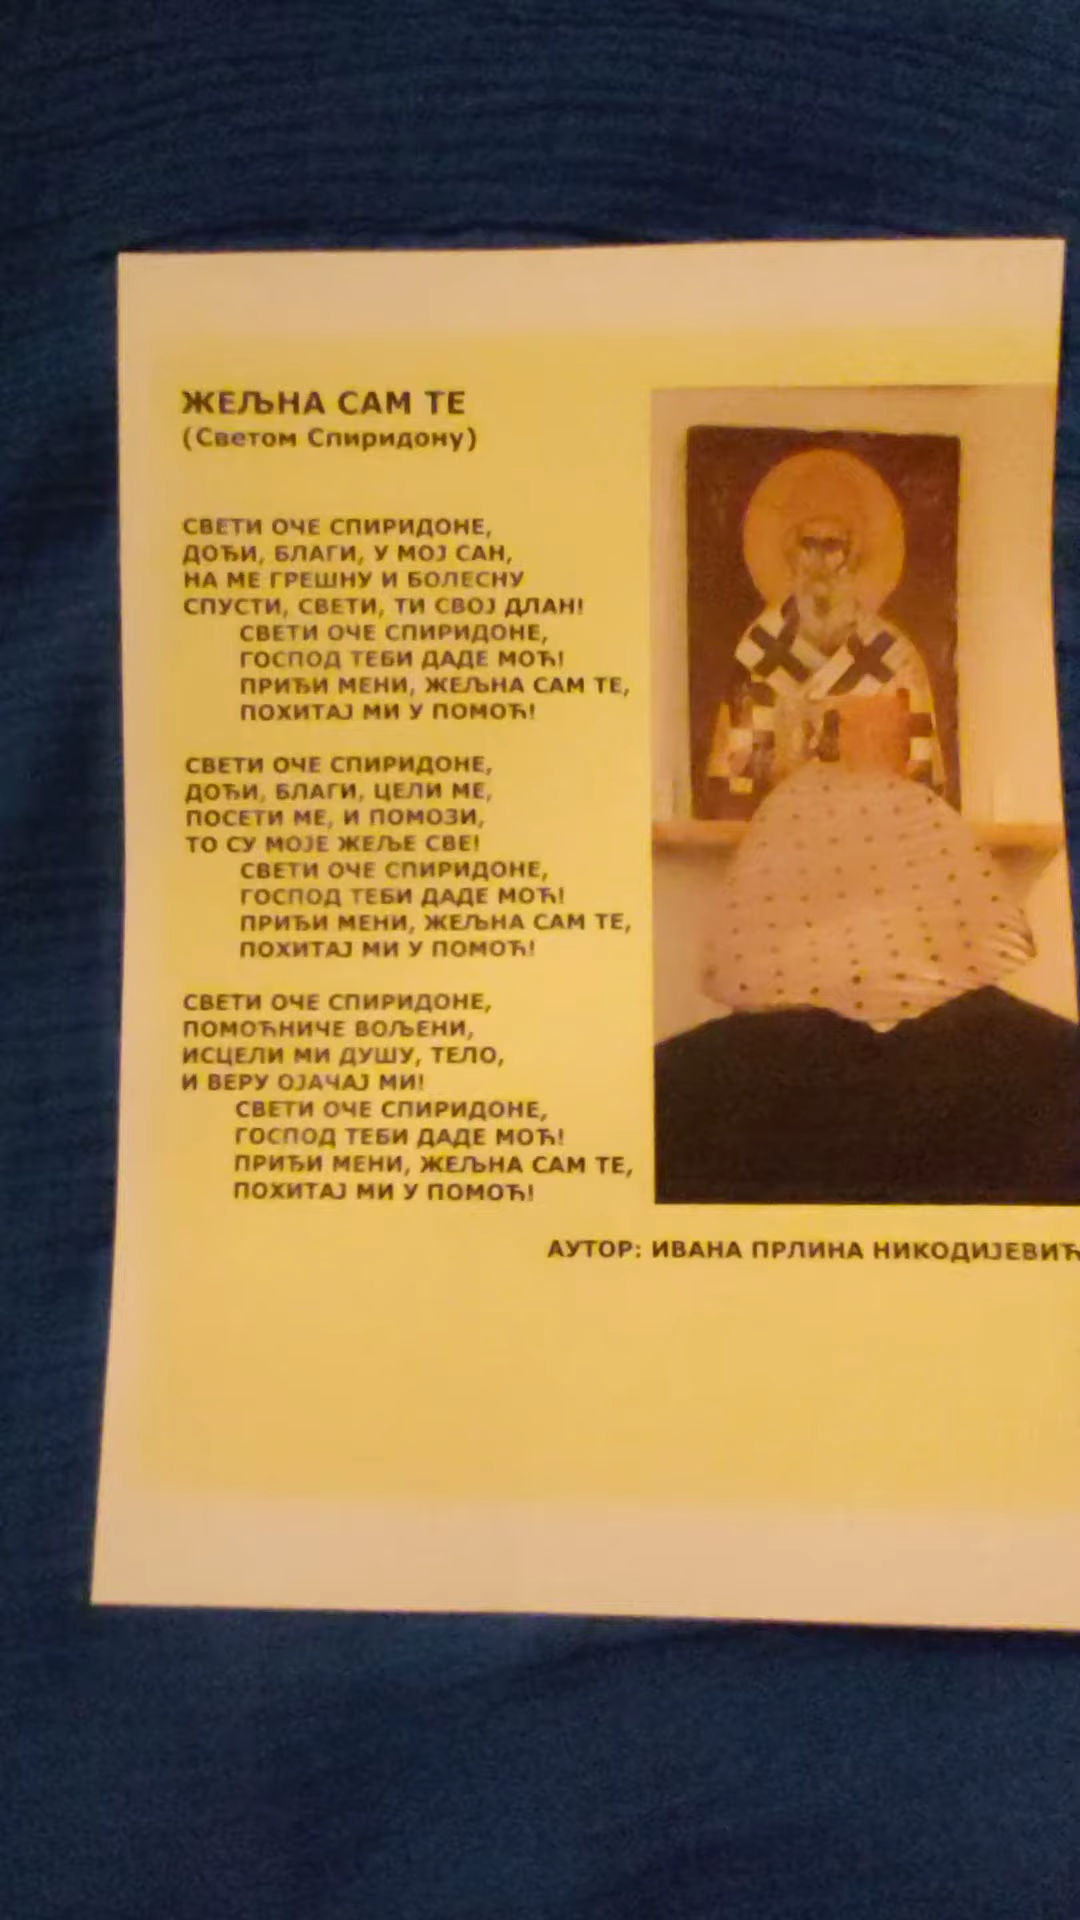 ЖЕЉНА САМ ТЕ
(Светом Спиридону)
СВЕТИ ОЧЕ СПИРИДОНЕ,
ДОЂИ, БЛАГИ, У МОЈ САН,
НА МЕ ГРЕШНУ И БОЛЕСНУ
СПУСТИ, СВЕТИ, ТИ СВОЈ ДЛАН!
СВЕТИ ОЧЕ СПИРИДОНЕ,
ГОСПОД ТЕБИ ДАДЕ МОЋ!
ПРИЂИ МЕНИ, ЖЕЉНА САМ ТЕ,
ПОХИТАЈ МИ У ПОМОЋ!
СВЕТИ ОЧЕ СПИРИДОНЕ,
ДОЂИ, БЛАГИ, ЦЕЛИ МЕ,
ПОСЕТИ МЕ, И ПОМОЗИ,
ТО СУ МОЈЕ ЖЕЉЕ СВЕ!
СВЕТИ ОЧЕ СПИРИДОНЕ,
ГОСПОД ТЕБИ ДАДЕ МОЋ!
ПРИЂИ МЕНИ, ЖЕЉНА САМ ТЕ,
ПОХИТАЈ МИ У ПОМОЋ!
СВЕТИ ОЧЕ СПИРИДОНЕ,
ПОМОЋНИЧЕ ВОЉЕНИ,
ИСЦЕЛИ МИ ДУШУ, ТЕЛО,
И ВЕРУ ОЈАЧАЈ МИ!
СВЕТИ ОЧЕ СПИРИДОНЕ,
ГОСПОД ТЕБИ ДАДЕ МОЋ!
ПРИЂИ МЕНИ, ЖЕЉНА САМ ТЕ,
ПОХИТАЈ МИ У ПОМОЋ!
АУТОР: ИВАНА ПРЛИНА НИКОДИЈЕВИЋ